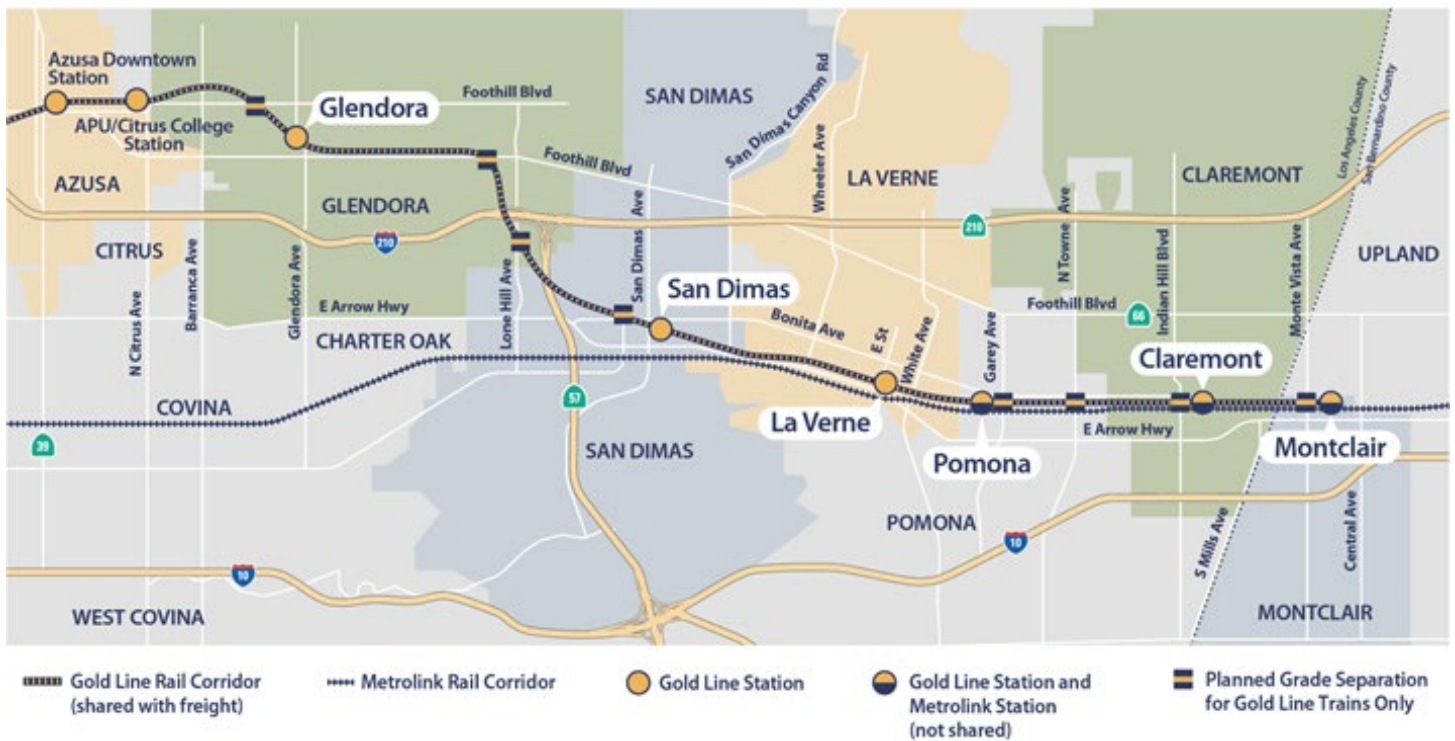 Azusa Downtown
Station
APU/Citrus College
Station
Glendora
Foothill Blvd
SAN DIMAS
San Dimas Canyon Rd
Wheeler Ave
Foothill Blvd
LA VERNE
CLAREMONT
Los Angeles County
San Bernardino County
AZUSA
GLENDORA
210
210
CITRUS
UPLAND
N Citrus Ave
Barranca Ave
Glendora Ave
Lone Hill Ave
San Dimas Ave
N Towne Ave
Indian Hill Blvd
Monte Vista Ave
E Arrow Hwy
San Dimas
Bonita Ave
E St
White Ave
Garey Ave
Foothill Blvd
66
CHARTER OAK
Claremont
COVINA
57
La Verne
E Arrow Hwy
39
SAN DIMAS
Pomona
Montclair
POMONA
10
S Mills Ave
Central Ave
10
WEST COVINA
MONTCLAIR
Gold Line Rail Corridor
(shared with freight)
Metrolink Rail Corridor
Gold Line Station
Gold Line Station and
Metrolink Station
(not shared)
Planned Grade Separation
for Gold Line Trains Only